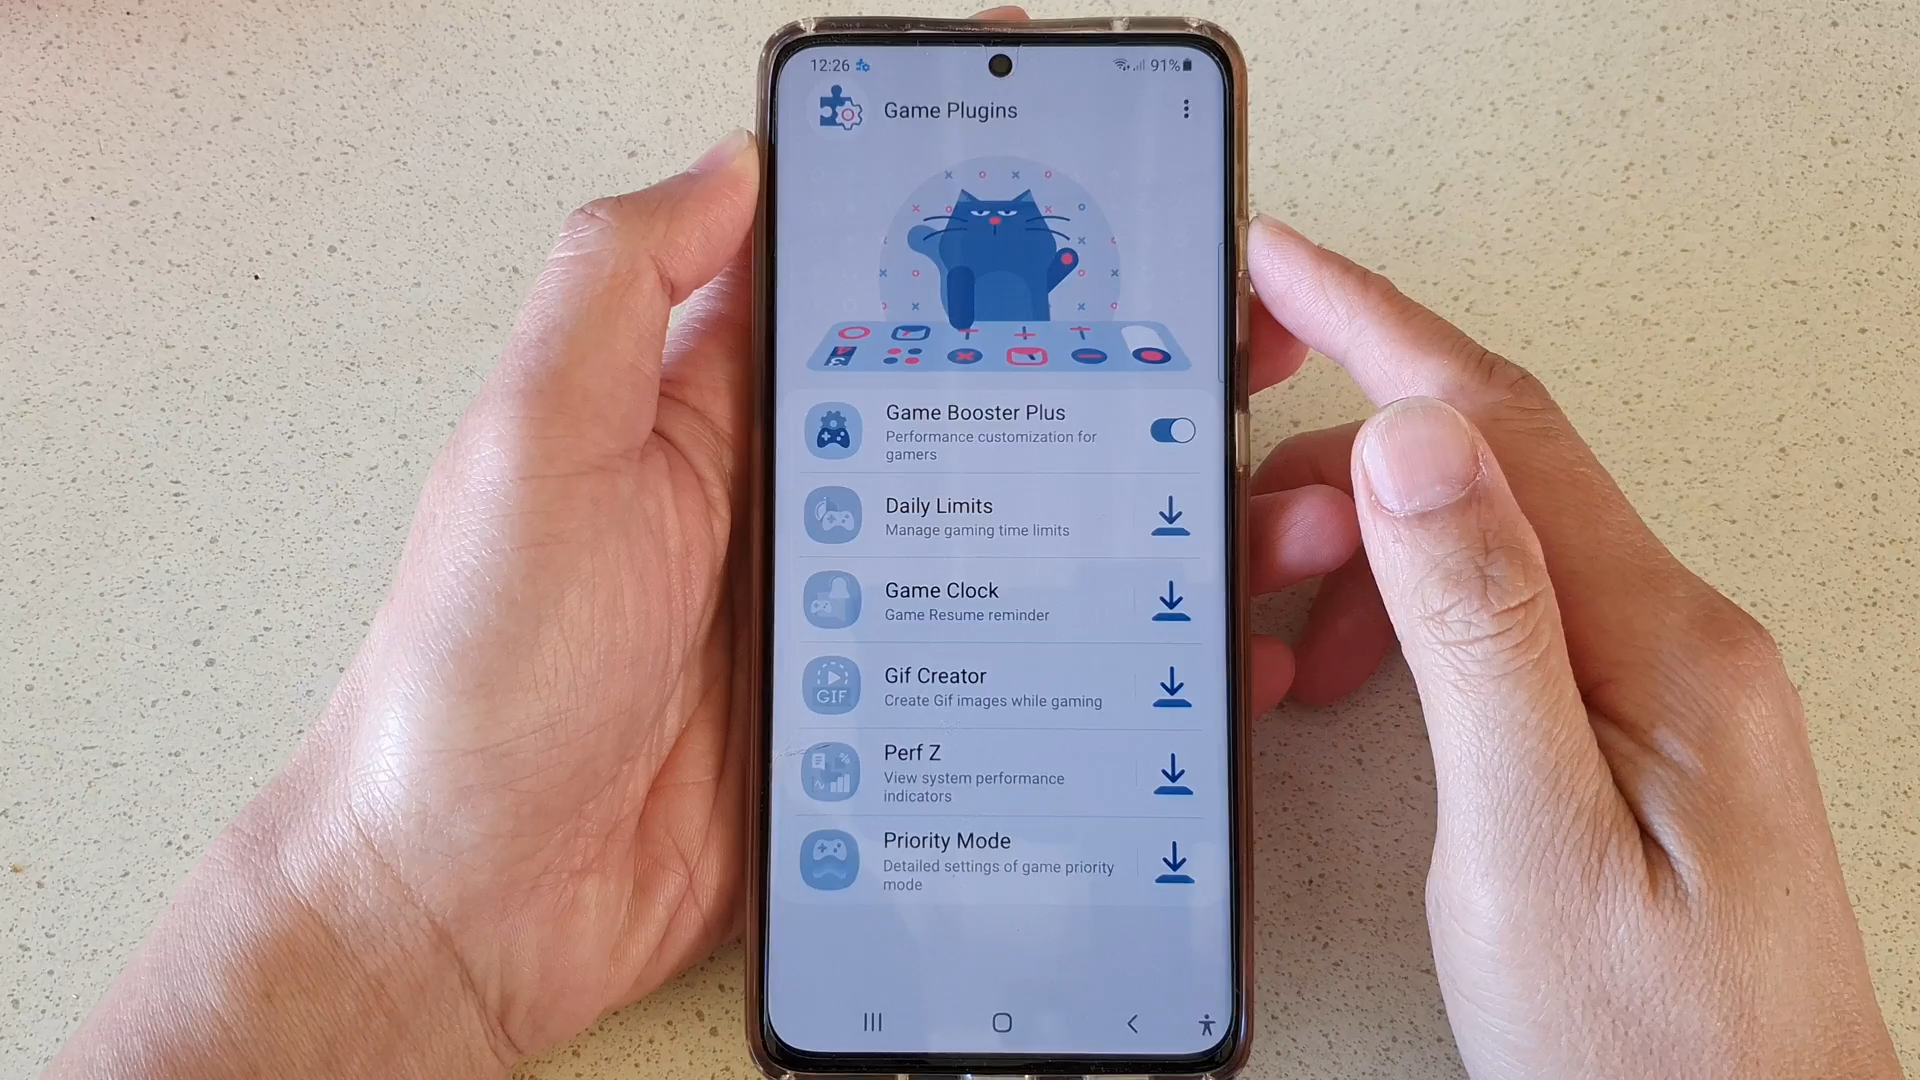 12:26
91%
Game Plugins
Game Booster Plus
Performance customization for
gamers
Daily Limits
Manage gaming time limits
Game Clock
Game Resume reminder
GIF
Gif Creator
Create Gif images while gaming
Perf Z
View system performance
indicators
Priority Mode
Detailed settings of game priority
mode